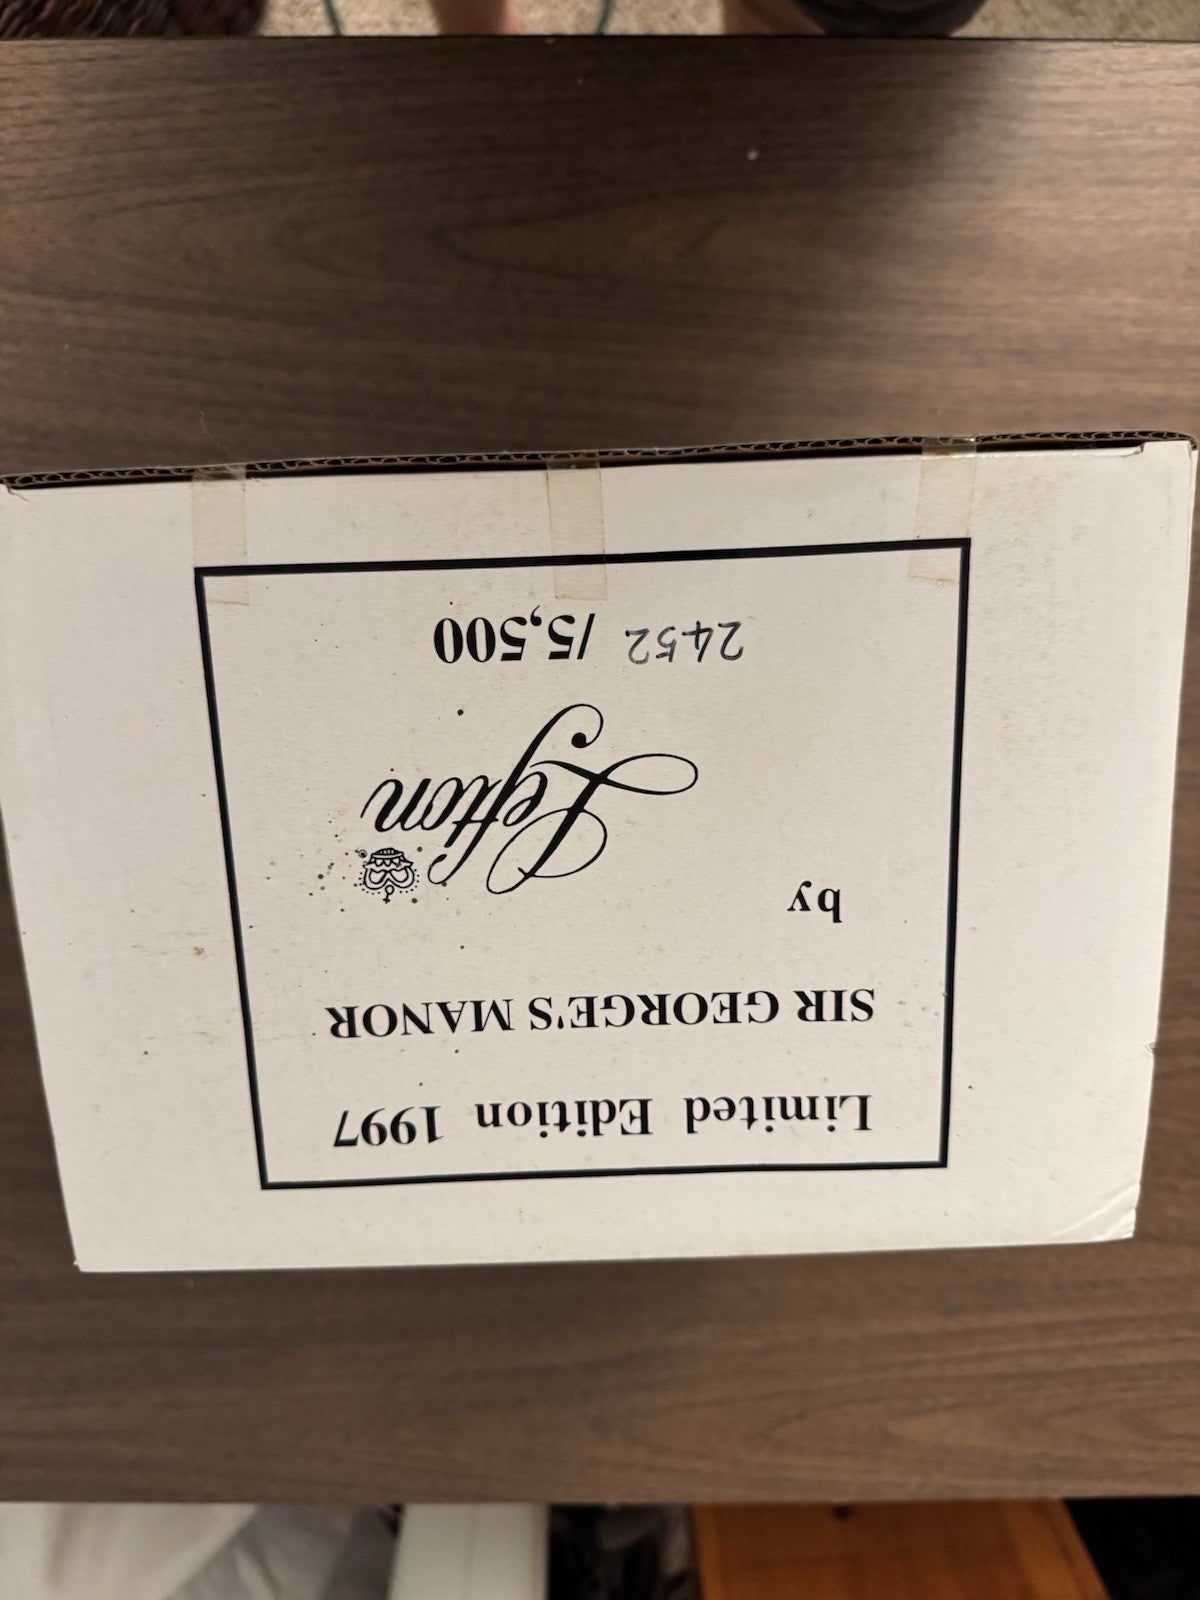 Limited Edition 1997
SIR GEORGE'S MANOR
by
Lefton
2452 /5,500